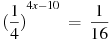 (1/4)^{4x-10} = 1/16